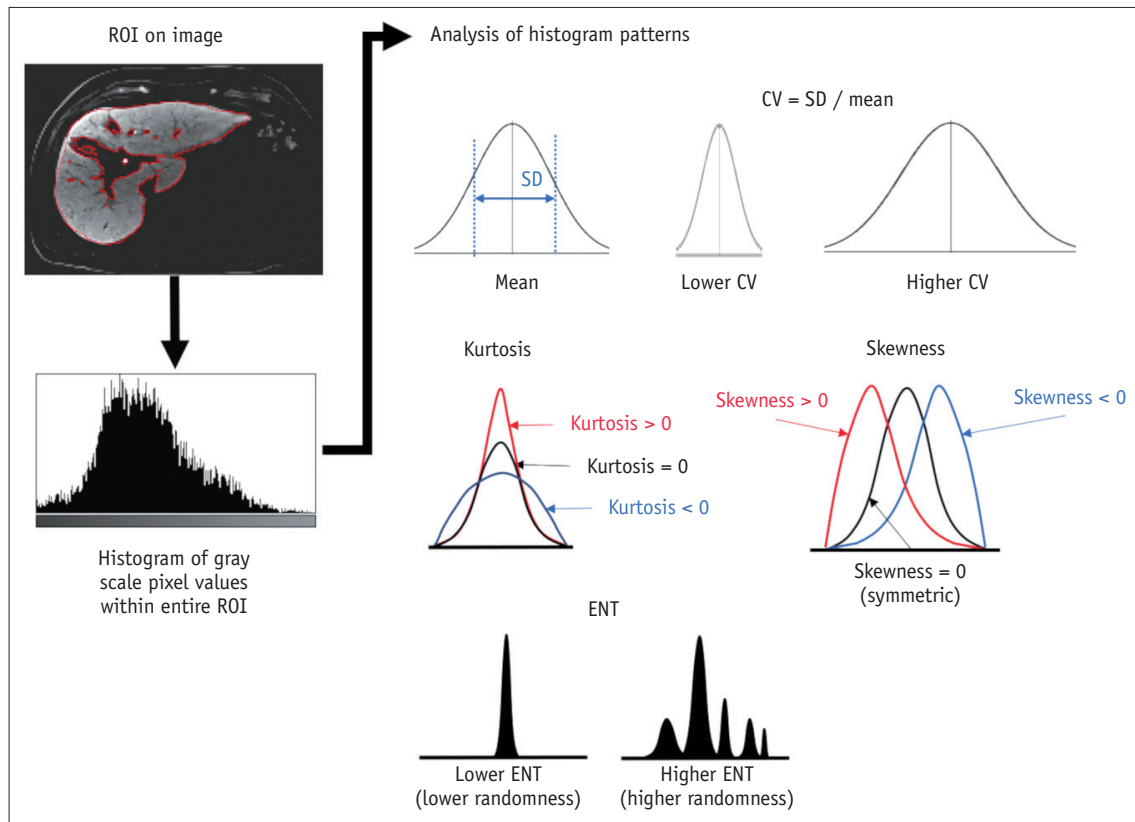 ROI on image
Analysis of histogram patterns
CV = SD / mean
SD
Mean
Lower CV
Higher CV
Histogram of gray
scale pixel values
within entire ROI
Kurtosis
Kurtosis > 0
Kurtosis = 0
Kurtosis < 0
Skewness
Skewness > 0
Skewness < 0
Skewness = 0
(symmetric)
ENT
Lower ENT
(lower randomness)
Higher ENT
(higher randomness)